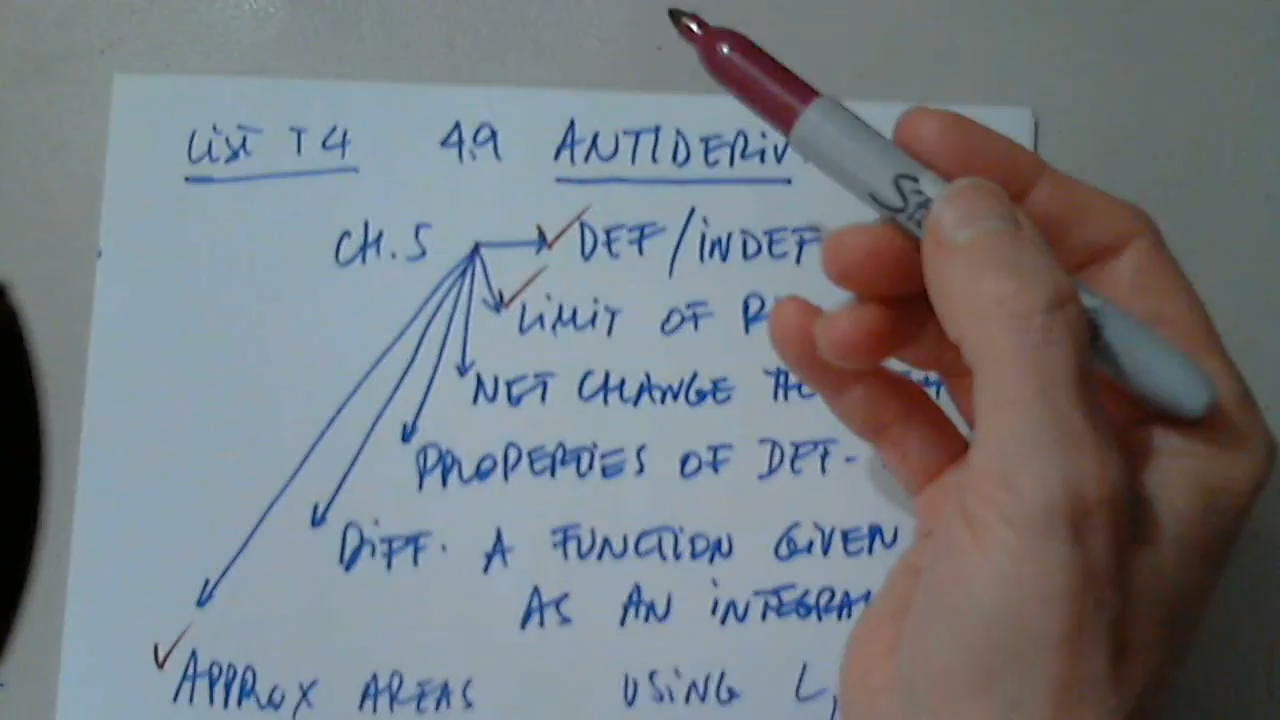 LIST T4 4.9 ANTIDERIV
CH.5 DEF/INDEF
LIMIT OF R
NET CHANGE
PROPERTIES OF DEF.
DIFF. A FUNCTION GIVEN
AS AN INTEGRA
APPROX AREAS USING L,